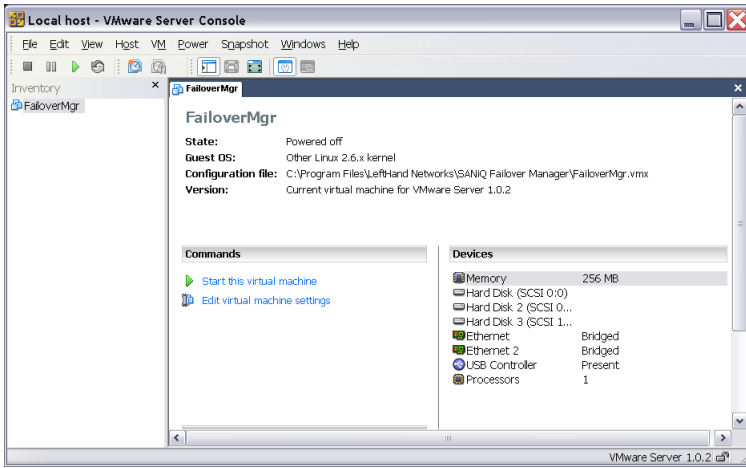 Local host - VMware Server Console
File Edit View Host VM Power Snapshot Windows Help
Inventory
FailoverMgr
FailoverMgr
FailoverMgr
State: Powered off
Guest OS: Other Linux 2.6.x kernel
Configuration file: C:\Program Files\LeftHand Networks\SANiQ Failover Manager\FailoverMgr.vmx
Version: Current virtual machine for VMware Server 1.0.2
Commands
Start this virtual machine
Edit virtual machine settings
Devices
Memory 256 MB
Hard Disk (SCSI 0:0)
Hard Disk 2 (SCSI 0...
Hard Disk 3 (SCSI 1...
Ethernet Bridged
Ethernet 2 Bridged
USB Controller Present
Processors 1
VMware Server 1.0.2